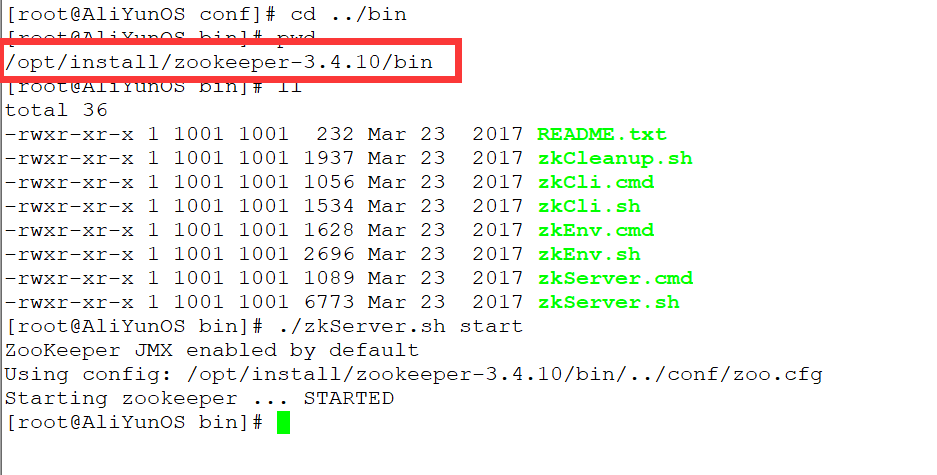 [root@AliYunOS conf]# cd ../bin
[root@AliYunOS bin]# pwd
/opt/install/zookeeper-3.4.10/bin
[root@AliYunOS bin]# ll
total 36
-rwxr-xr-x 1 1001 1001  232 Mar 23  2017 README.txt
-rwxr-xr-x 1 1001 1001 1937 Mar 23  2017 zkCleanup.sh
-rwxr-xr-x 1 1001 1001 1056 Mar 23  2017 zkCli.cmd
-rwxr-xr-x 1 1001 1001 1534 Mar 23  2017 zkCli.sh
-rwxr-xr-x 1 1001 1001 1628 Mar 23  2017 zkEnv.cmd
-rwxr-xr-x 1 1001 1001 2696 Mar 23  2017 zkEnv.sh
-rwxr-xr-x 1 1001 1001 1089 Mar 23  2017 zkServer.cmd
-rwxr-xr-x 1 1001 1001 6773 Mar 23  2017 zkServer.sh
[root@AliYunOS bin]# ./zkServer.sh start
ZooKeeper JMX enabled by default
Using config: /opt/install/zookeeper-3.4.10/bin/../conf/zoo.cfg
Starting zookeeper ... STARTED
[root@AliYunOS bin]#